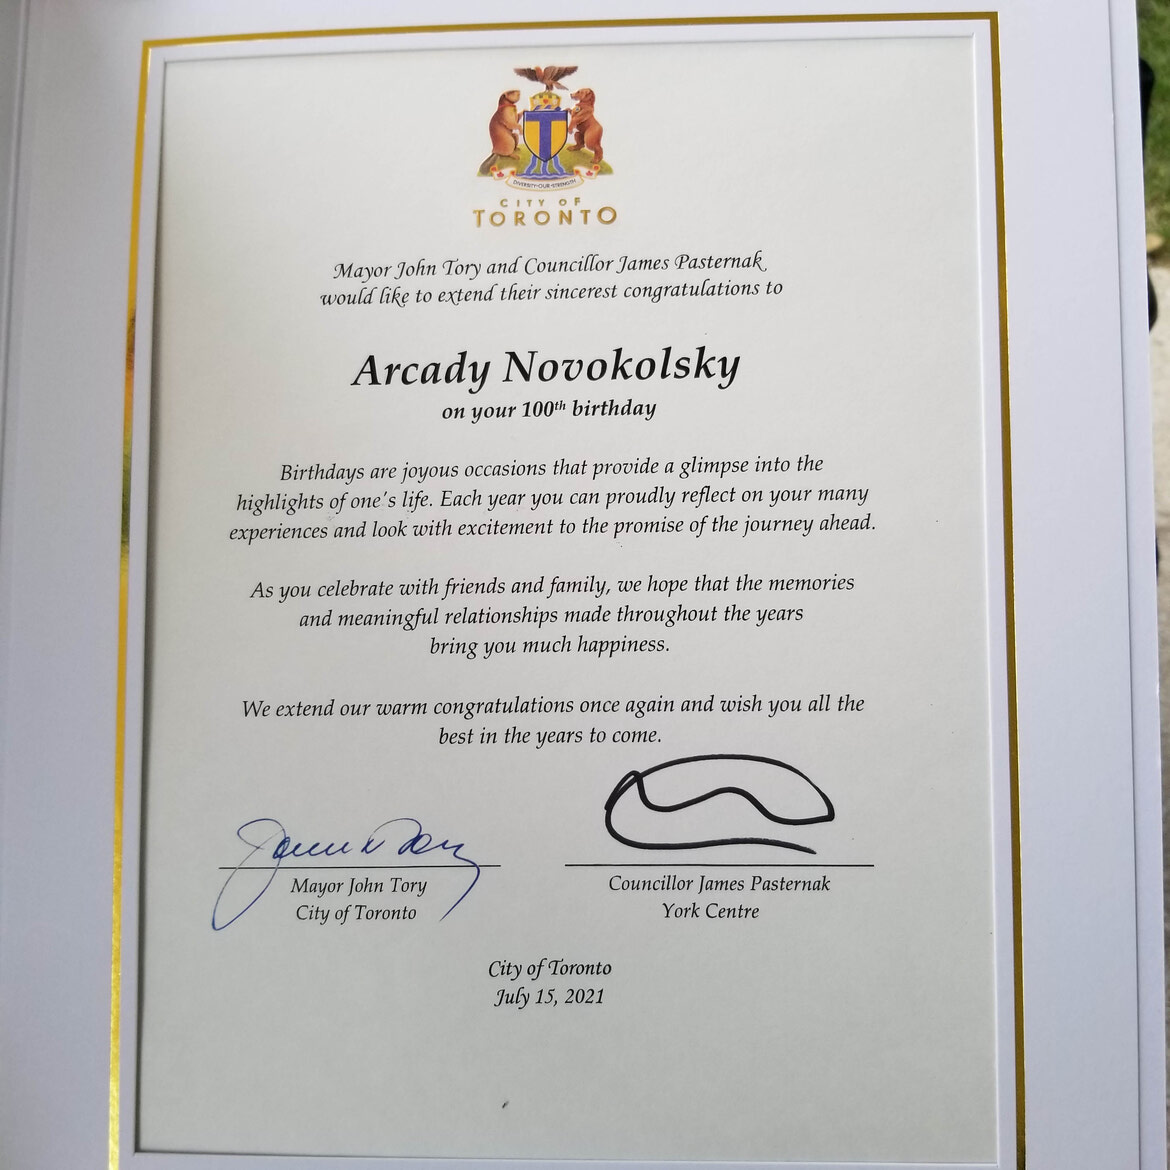 DIVERSITY·OUR·STRENGTH
CITY OF
TORONTO
Mayor John Tory and Councillor James Pasternak
would like to extend their sincerest congratulations to
Arcady Novokolsky
on your 100th birthday
Birthdays are joyous occasions that provide a glimpse into the
highlights of one's life. Each year you can proudly reflect on your many
experiences and look with excitement to the promise of the journey ahead.
As you celebrate with friends and family, we hope that the memories
and meaningful relationships made throughout the years
bring you much happiness.
We extend our warm congratulations once again and wish you all the
best in the years to come.
John Tory
Mayor John Tory
City of Toronto
Councillor James Pasternak
York Centre
City of Toronto
July 15, 2021